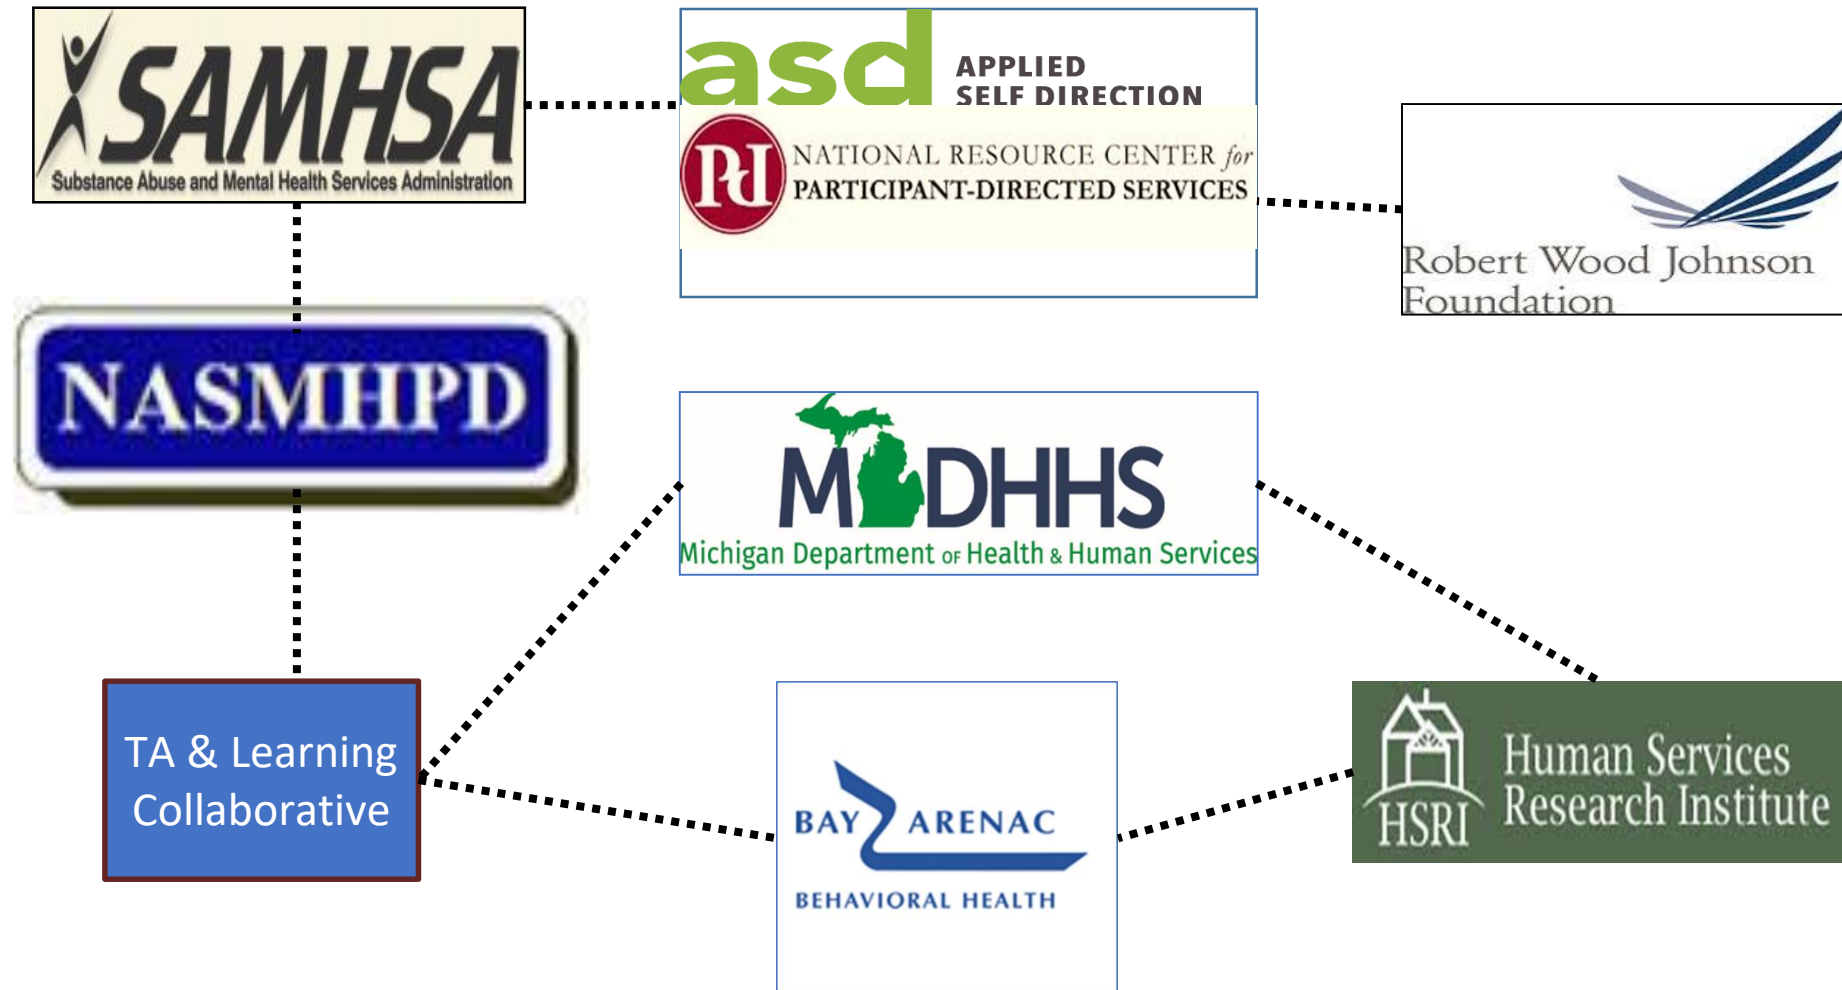 SAMHSA
Substance Abuse and Mental Health Services Administration
asd
APPLIED
SELF DIRECTION
Pd
NATIONAL RESOURCE CENTER for
PARTICIPANT-DIRECTED SERVICES
Robert Wood Johnson
Foundation
NASMHPD
M DHHS
Michigan Department OF Health & Human Services
TA & Learning
Collaborative
BAY ARENAC
BEHAVIORAL HEALTH
HSRI
Human Services
Research Institute